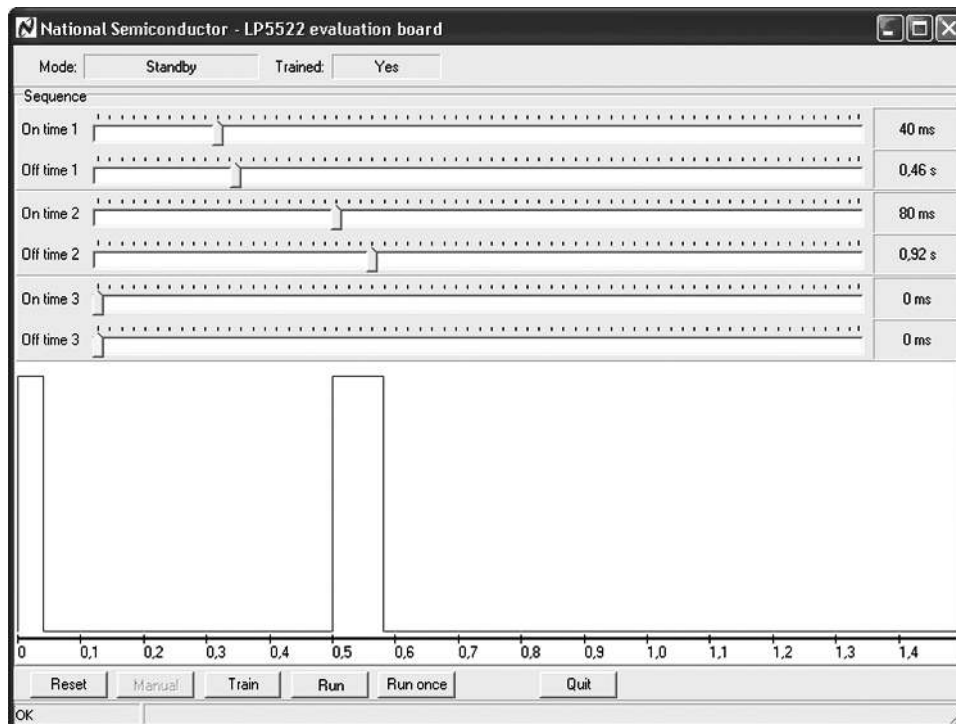 National Semiconductor - LP5522 evaluation board
Mode: Standby Trained: Yes
Sequence
On time 1 40 ms
Off time 1 0,46 s
On time 2 80 ms
Off time 2 0,92 s
On time 3 0 ms
Off time 3 0 ms
0 0,1 0,2 0,3 0,4 0,5 0,6 0,7 0,8 0,9 1,0 1,1 1,2 1,3 1,4
Reset Manual Train Run Run once Quit
OK